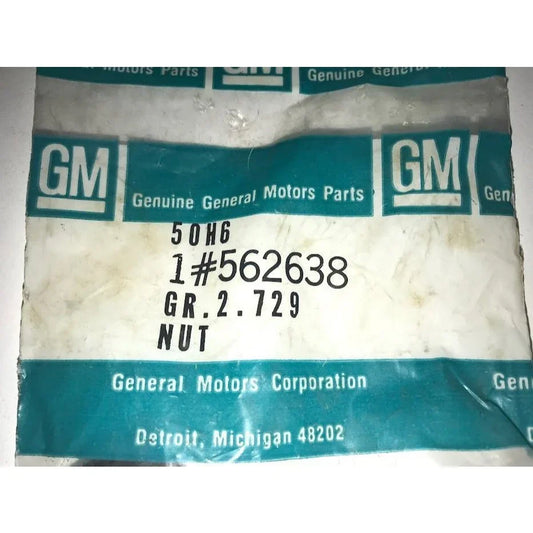 Motors Parts GM Genuine General
GM Genuine General Motors Parts GM Gen
50H6
1#562638
GR.2.729
NUT
General Motors Corporation Gen
Detroit, Michigan 48202 D